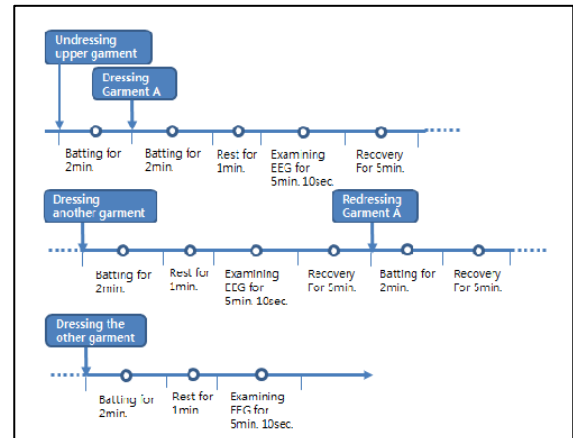 Undressing
upper garment
Dressing
Garment A
Batting for
2min.
Batting for
2min.
Rest for
1min.
Examining
EEG for
5min. 10sec.
Recovery
For 5min.
Dressing
another garment
Redressing
Garment A
Batting for
2min.
Rest for
1min.
Examining
EEG for
5min. 10sec.
Recovery
For 5min.
Batting for
2min.
Recovery
For 5min.
Dressing the
other garment
Batting for
2min.
Rest for
1min
Examining
EEG for
5min. 10sec.